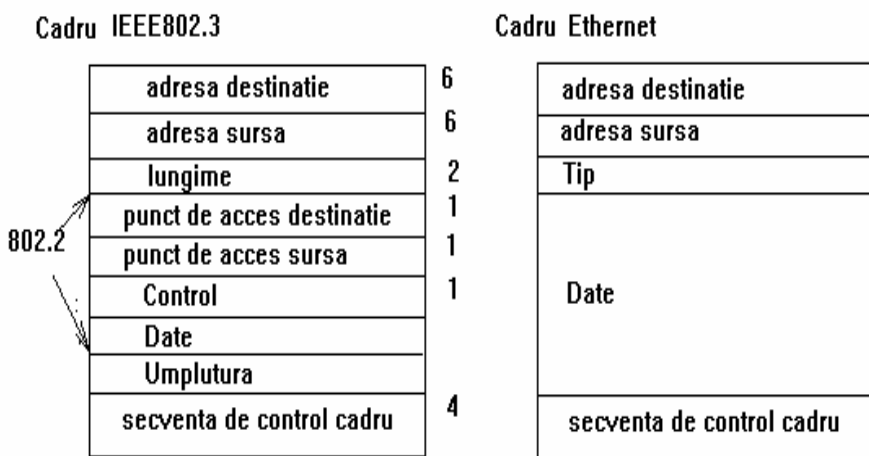 Cadru IEEE802.3
adresa destinatie 6
adresa sursa 6
lungime 2
punct de acces destinatie 1
802.2
punct de acces sursa 1
Control 1
Date
Umplutura
secventa de control cadru 4
Cadru Ethernet
adresa destinatie
adresa sursa
Tip
Date
secventa de control cadru